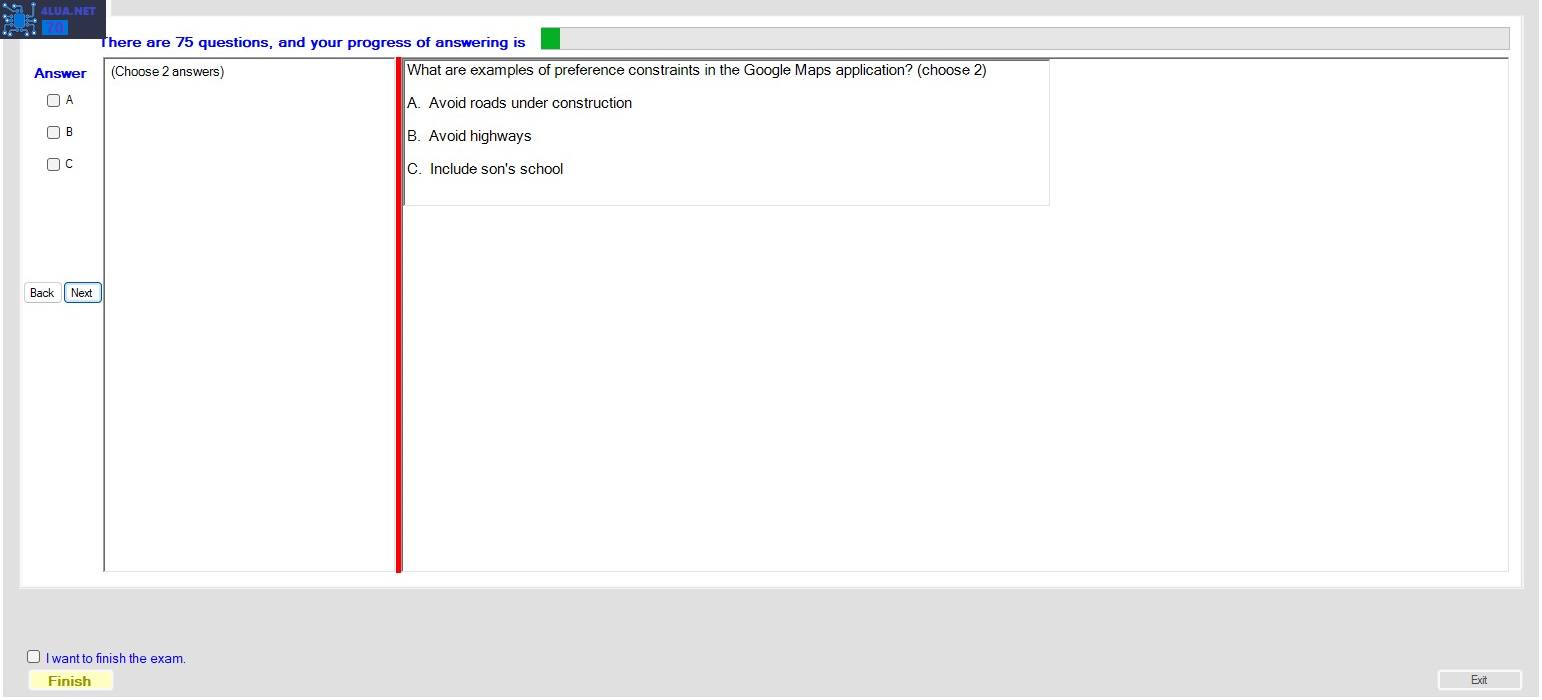 4LUA.NET
70
There are 75 questions, and your progress of answering is
Answer
(Choose 2 answers)
What are examples of preference constraints in the Google Maps application? (choose 2)
A
A. Avoid roads under construction
B
B. Avoid highways
C
C. Include son's school
Back
Next
I want to finish the exam.
Finish
Exit